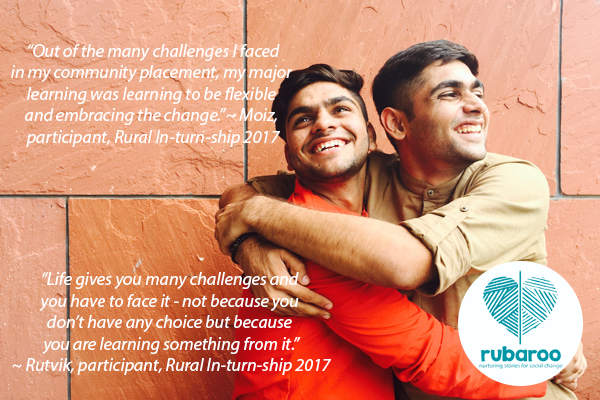 “Out of the many challenges I faced
in my community placement, my major
learning was learning to be flexible
and embracing the change.”~ Moiz,
participant, Rural In-turn-ship 2017
“Life gives you many challenges and
you have to face it - not because you
don’t have any choice but because
you are learning something from it.”
~ Rutvik, participant, Rural In-turn-ship 2017
rubaroo
nurturing stories for social change